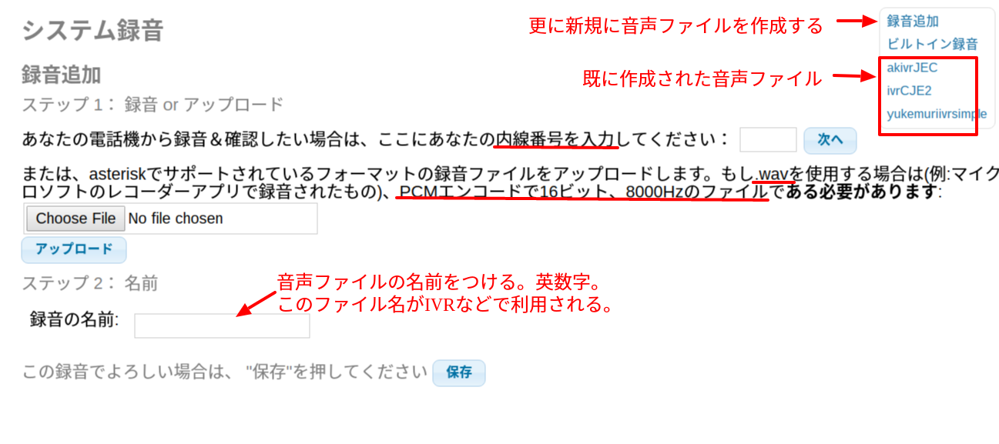 システム録音
更に新規に音声ファイルを作成する
録音追加
ビルトイン録音
既に作成された音声ファイル
akivrJEC
ivrCJE2
yukemuriivrsimple
録音追加
ステップ 1： 録音 or アップロード
あなたの電話機から録音＆確認したい場合は、ここにあなたの内線番号を入力してください： 次へ
または、asteriskでサポートされているフォーマットの録音ファイルをアップロードします。もし.wavを使用する場合は(例:マイク
ロソフトのレコーダーアプリで録音されたもの)、PCMエンコードで16ビット、8000Hzのファイルである必要があります:
Choose File No file chosen
アップロード
ステップ 2： 名前
音声ファイルの名前をつける。英数字。
このファイル名がIVRなどで利用される。
録音の名前:
この録音でよろしい場合は、 "保存"を押してください 保存